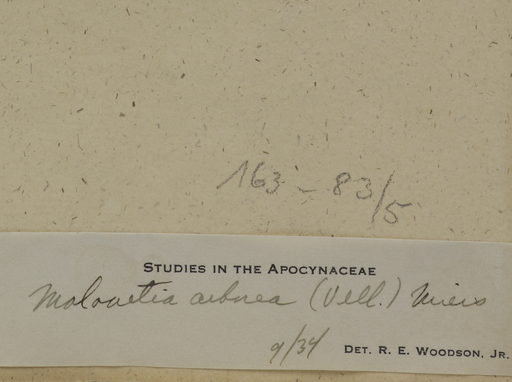 163 - 83/5
STUDIES IN THE APOCYNACEAE
Malouetia arborea (Vell.) Miers
9/34
DET. R. E. WOODSON, JR.